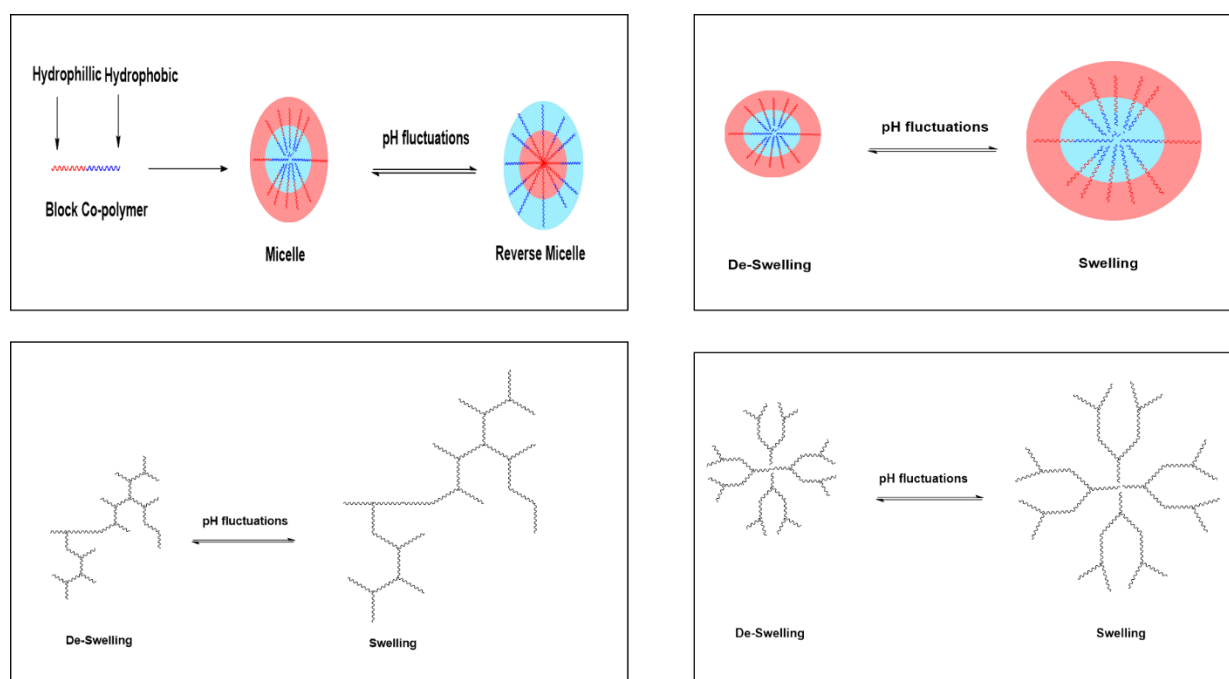 Hydrophillic Hydrophobic
pH fluctuations
Block Co-polymer
Micelle
Reverse Micelle
pH fluctuations
De-Swelling
Swelling
pH fluctuations
De-Swelling
Swelling
pH fluctuations
De-Swelling
Swelling